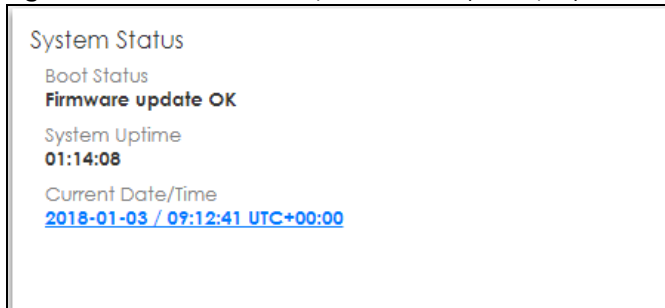 System Status
Boot Status
Firmware update OK
System Uptime
01:14:08
Current Date/Time
2018-01-03 / 09:12:41 UTC+00:00